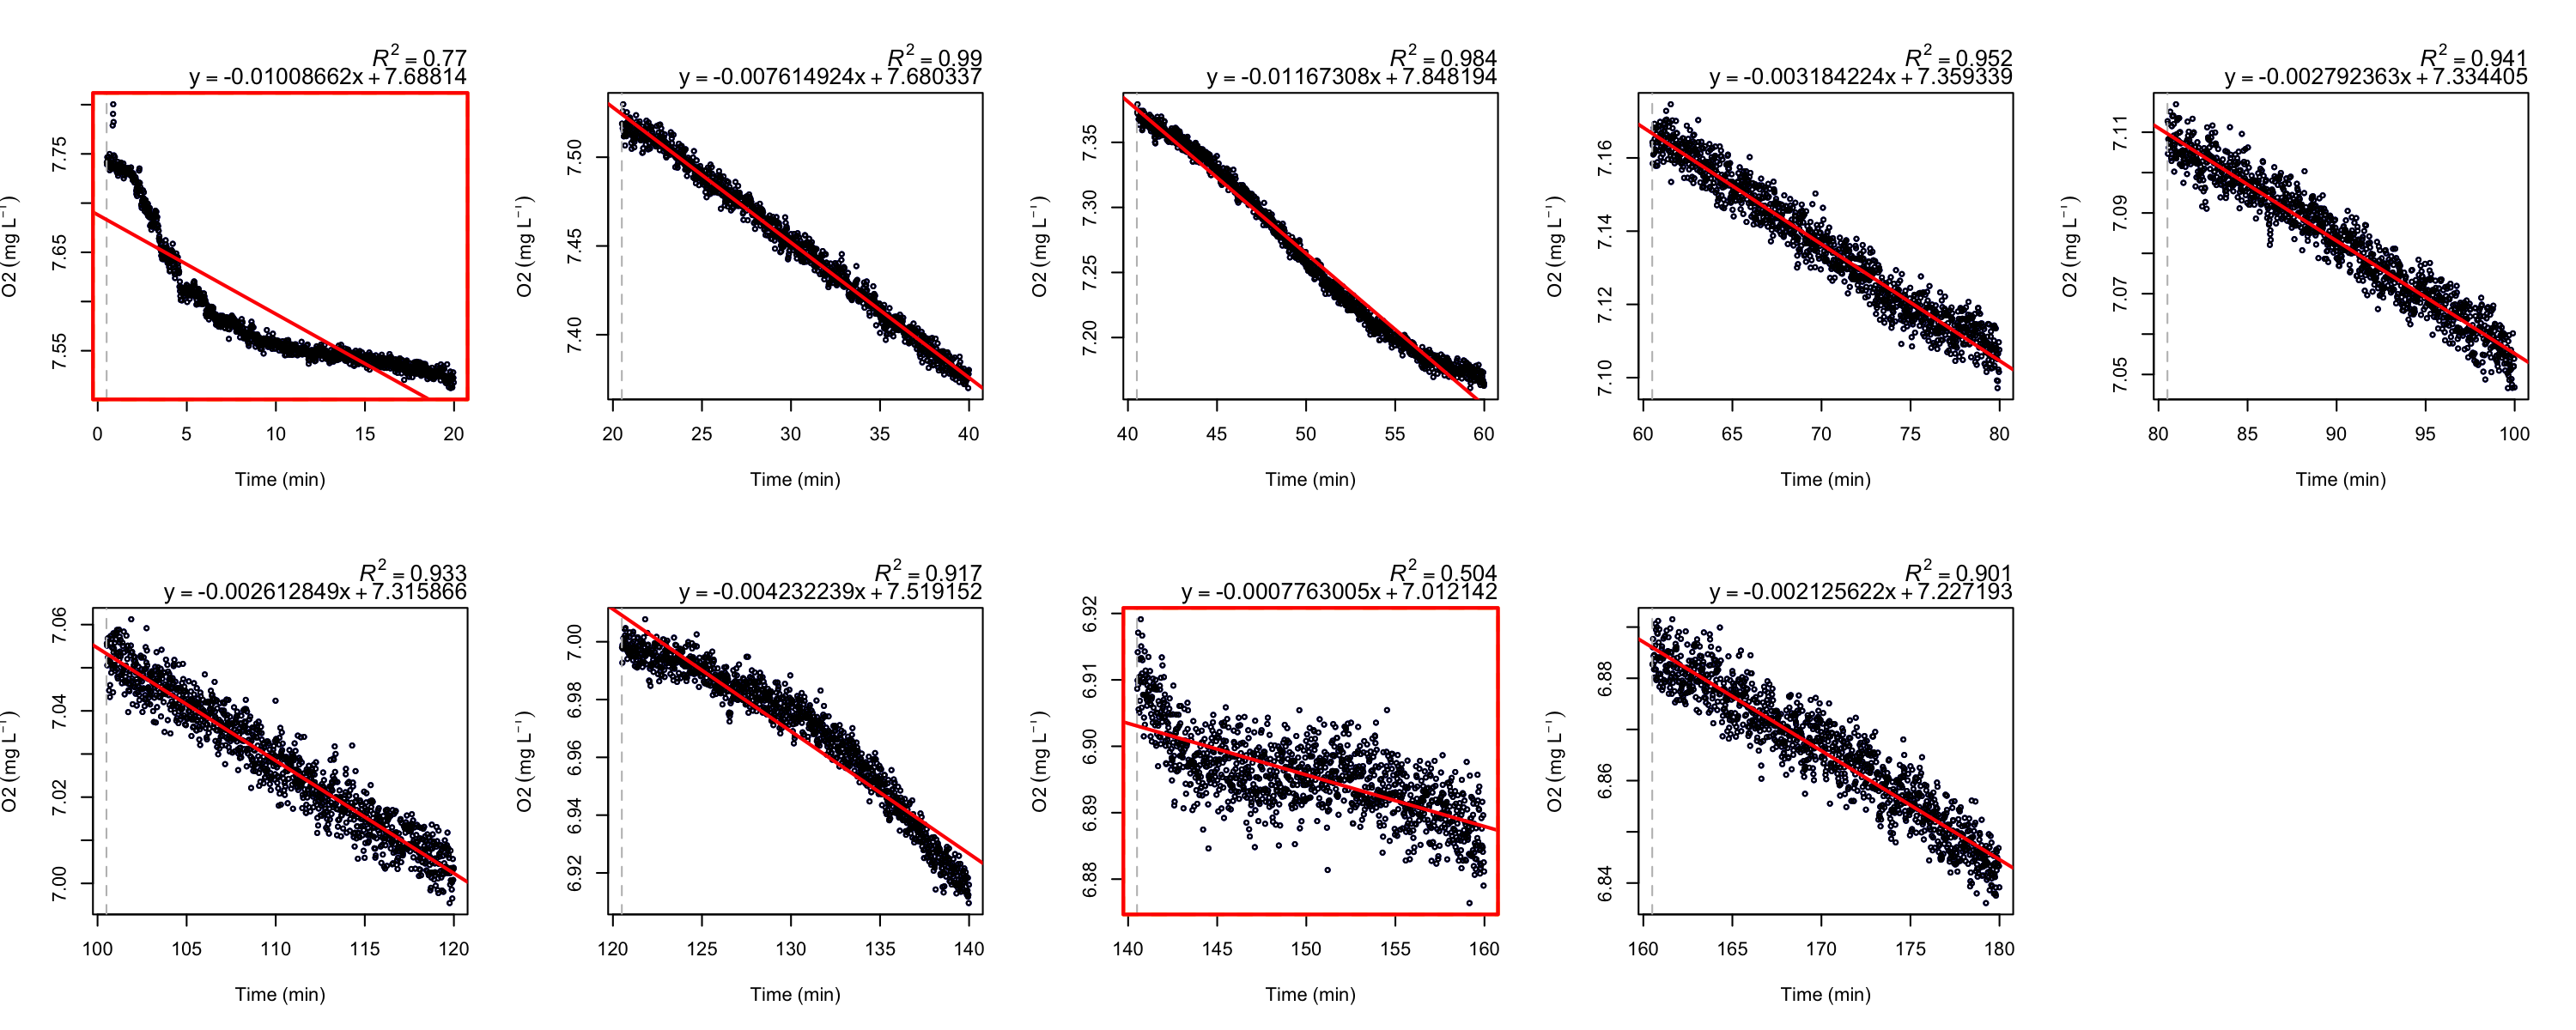 R² = 0.77
y = -0.01008662x + 7.68814
O2 (mg L⁻¹)
7.55 7.65 7.75
0 5 10 15 20
Time (min)
R² = 0.99
y = -0.007614924x + 7.680337
O2 (mg L⁻¹)
7.40 7.45 7.50
20 25 30 35 40
Time (min)
R² = 0.984
y = -0.01167308x + 7.848194
O2 (mg L⁻¹)
7.20 7.25 7.30 7.35
40 45 50 55 60
Time (min)
R² = 0.952
y = -0.003184224x + 7.359339
O2 (mg L⁻¹)
7.10 7.12 7.14 7.16
60 65 70 75 80
Time (min)
R² = 0.941
y = -0.002792363x + 7.334405
O2 (mg L⁻¹)
7.05 7.07 7.09 7.11
80 85 90 95 100
Time (min)
R² = 0.933
y = -0.002612849x + 7.315866
O2 (mg L⁻¹)
7.00 7.02 7.04 7.06
100 105 110 115 120
Time (min)
R² = 0.917
y = -0.004232239x + 7.519152
O2 (mg L⁻¹)
6.92 6.94 6.96 6.98 7.00
120 125 130 135 140
Time (min)
R² = 0.504
y = -0.0007763005x + 7.012142
O2 (mg L⁻¹)
6.88 6.89 6.90 6.91 6.92
140 145 150 155 160
Time (min)
R² = 0.901
y = -0.002125622x + 7.227193
O2 (mg L⁻¹)
6.84 6.86 6.88
160 165 170 175 180
Time (min)